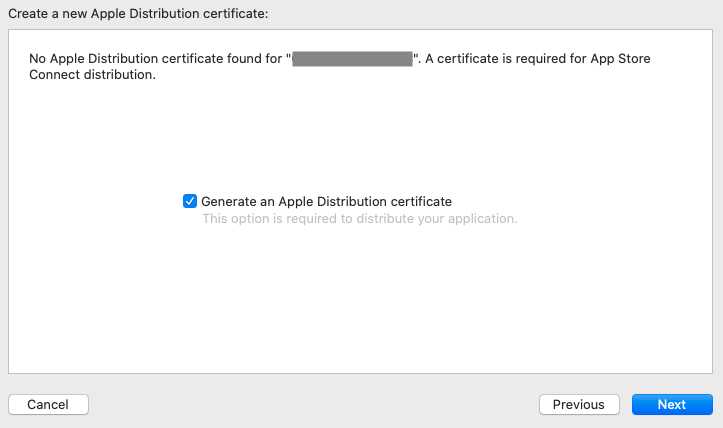 Create a new Apple Distribution certificate:
No Apple Distribution certificate found for "". A certificate is required for App Store
Connect distribution.
Generate an Apple Distribution certificate
This option is required to distribute your application.
Cancel
Previous
Next